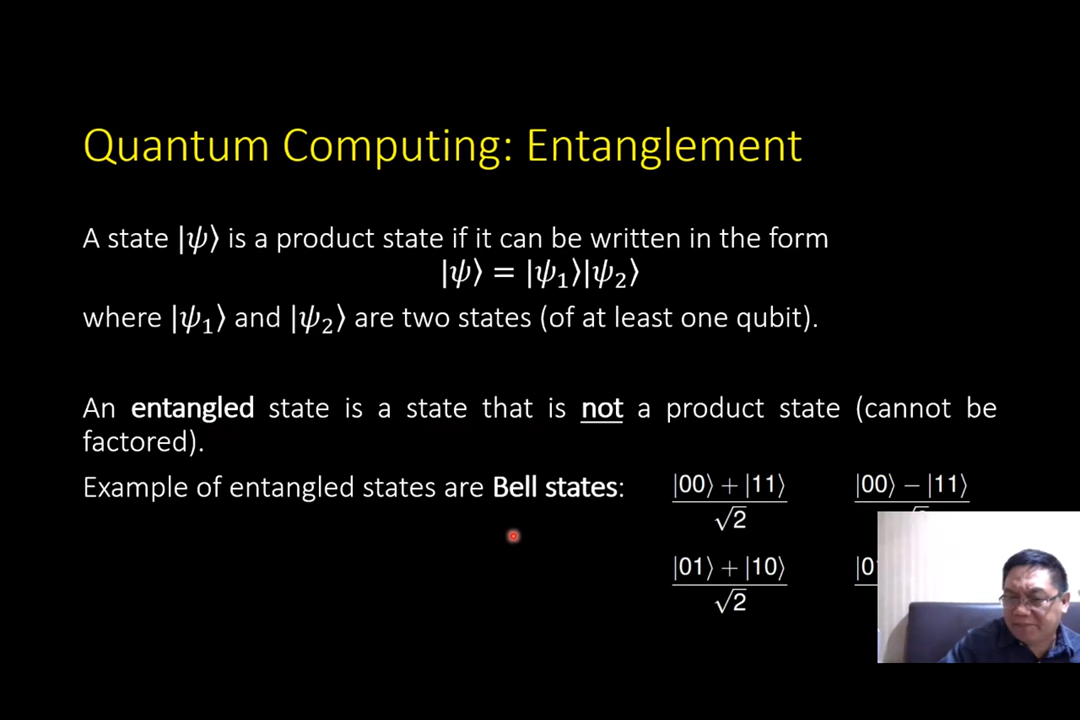 Quantum Computing: Entanglement
A state |ψ⟩ is a product state if it can be written in the form
|ψ⟩ = |ψ₁⟩|ψ₂⟩
where |ψ₁⟩ and |ψ₂⟩ are two states (of at least one qubit).
An entangled state is a state that is not a product state (cannot be
factored).
Example of entangled states are Bell states:
|00⟩ + |11⟩
√2
|00⟩ − |11⟩
|01⟩ + |10⟩
√2
|0